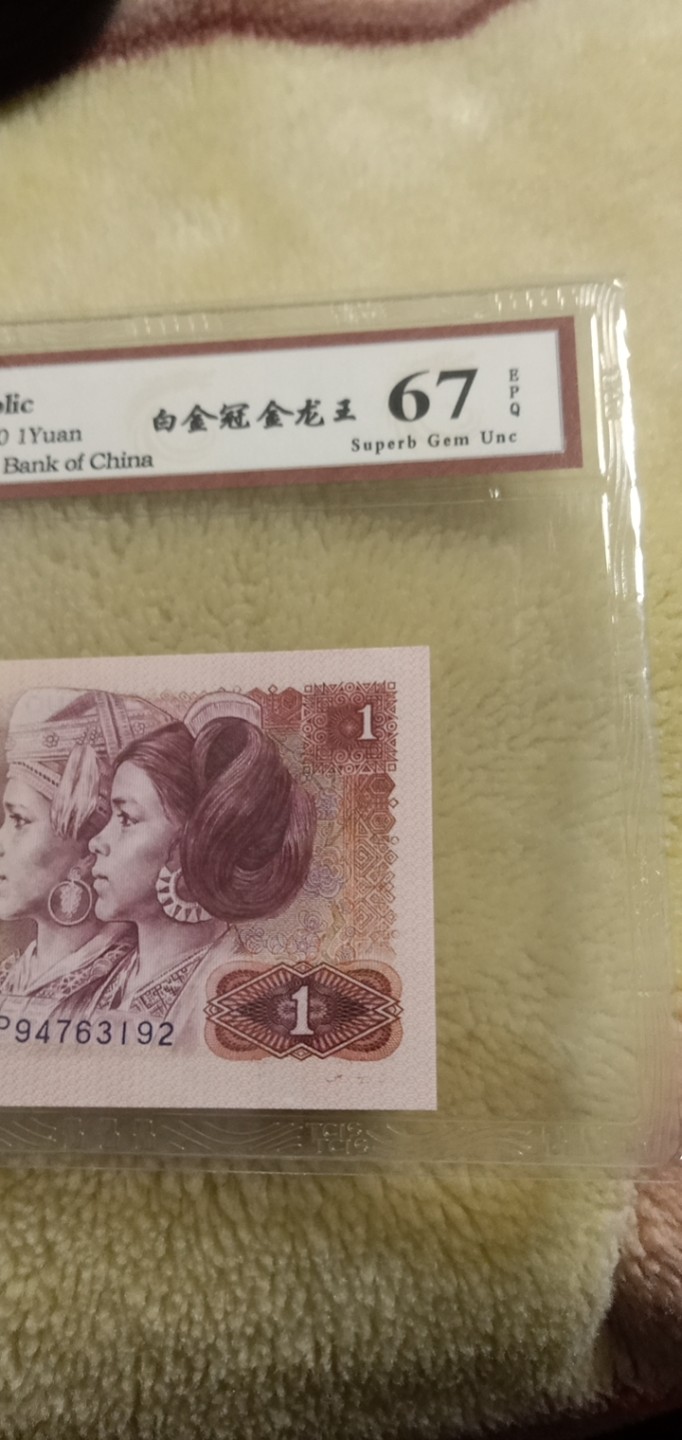 lic
0 1Yuan
Bank of China
白金冠金龙王
67
EPQ
Superb Gem Unc
1
1
P94763192